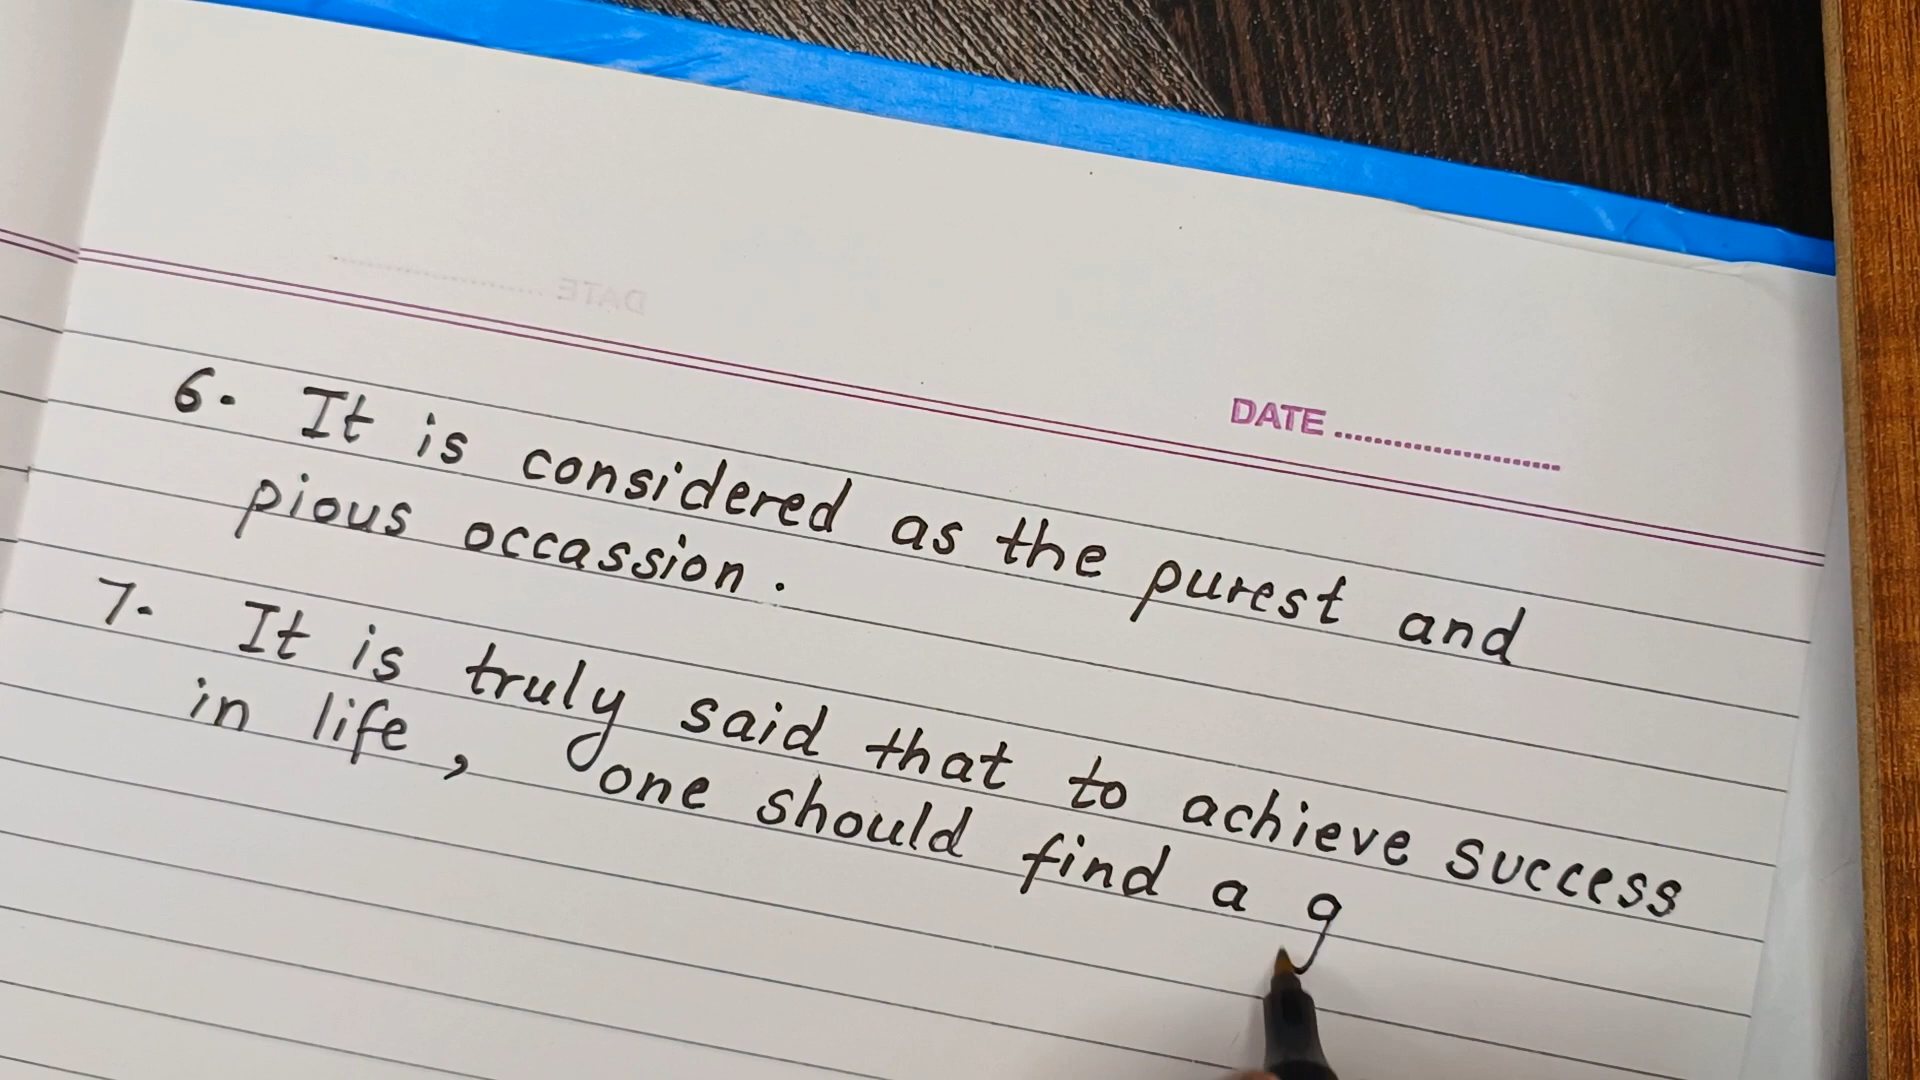 DATE
6. It is considered as the purest and
pious occassion.
7. It is truly said that to achieve success
in life, one should find a g